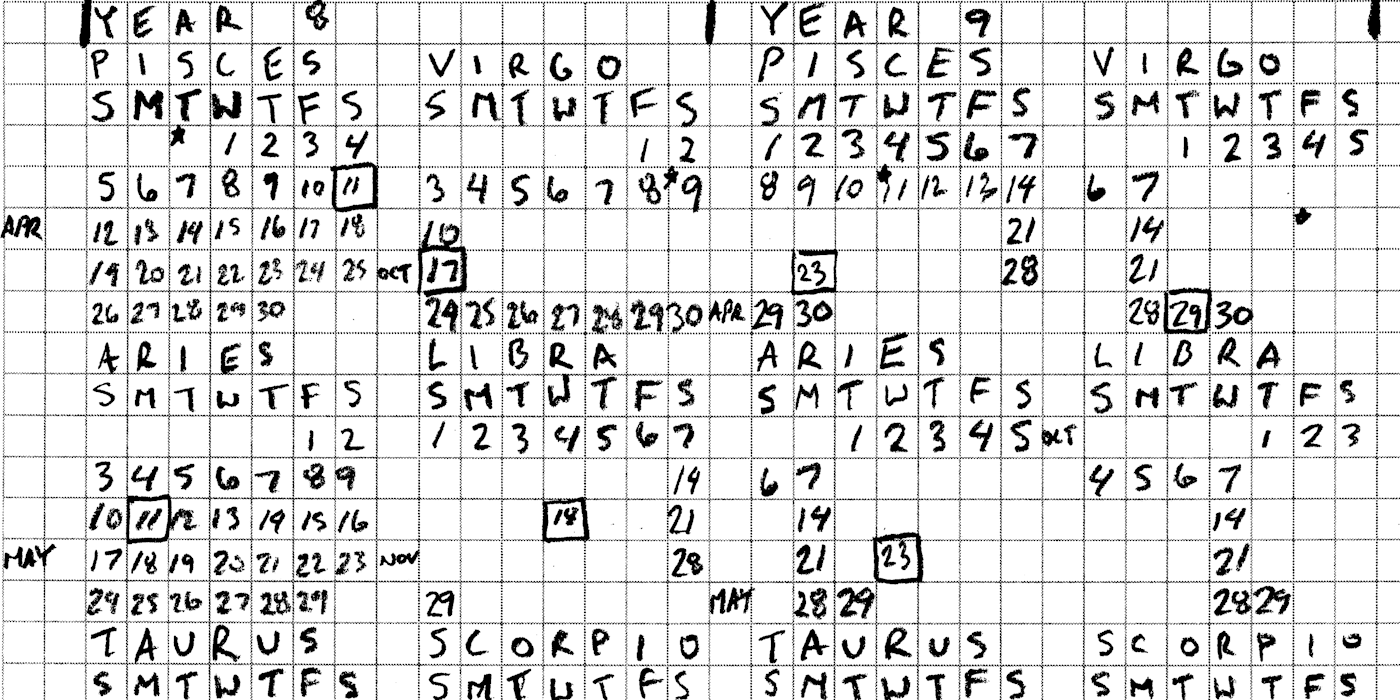 YEAR 8 YEAR 9
PISCES VIRGO PISCES VIRGO
S M T W T F S S M T W T F S S M T W T F S S M T W T F S
★ 1 2 3 4 1 2 1 2 3 4 5 6 7 1 2 3 4 5
5 6 7 8 9 10 11 3 4 5 6 7 8 ★ 9 8 9 10 ★ 11 12 13 14 6 7
APR 12 13 14 15 16 17 18 10 21 14 ★
19 20 21 22 23 24 25 OCT 17 23 28 21
26 27 28 29 30 24 25 26 27 28 29 30 APR 29 30 28 29 30
ARIES LIBRA ARIES LIBRA
S M T W T F S S M T W T F S S M T W T F S S M T W T F S
1 2 1 2 3 4 5 6 7 1 2 3 4 5 OCT 1 2 3
3 4 5 6 7 8 9 14 6 7 4 5 6 7
10 11 12 13 14 15 16 18 21 14 14
MAY 17 18 19 20 21 22 23 NOV 28 21 23 21
24 25 26 27 28 29 29 MAY 28 29 28 29
TAURUS SCORPIO TAURUS SCORPIO
S M T W T F S S M T W T F S S M T W T F S S M T W T F S